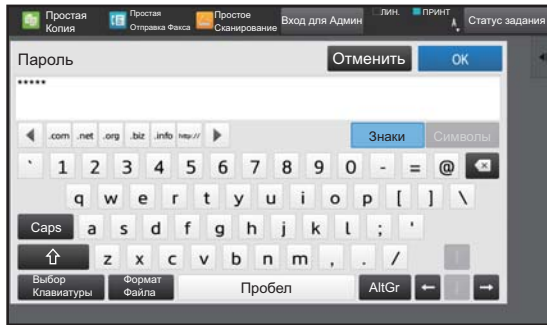 Простая Копия
Простая Отправка Факса
Простое Сканирование
Вход для Админ
ЛИН. ПРИНТ
Статус задания
Пароль
Отменить
OK
*****
.com .net .org .biz .info http://
Знаки
Символы
` 1 2 3 4 5 6 7 8 9 0 - = @
q w e r t y u i o p [ ] \
Caps a s d f g h j k l ; '
z x c v b n m , . /
Выбор Клавиатуры
Формат Файла
Пробел
AltGr